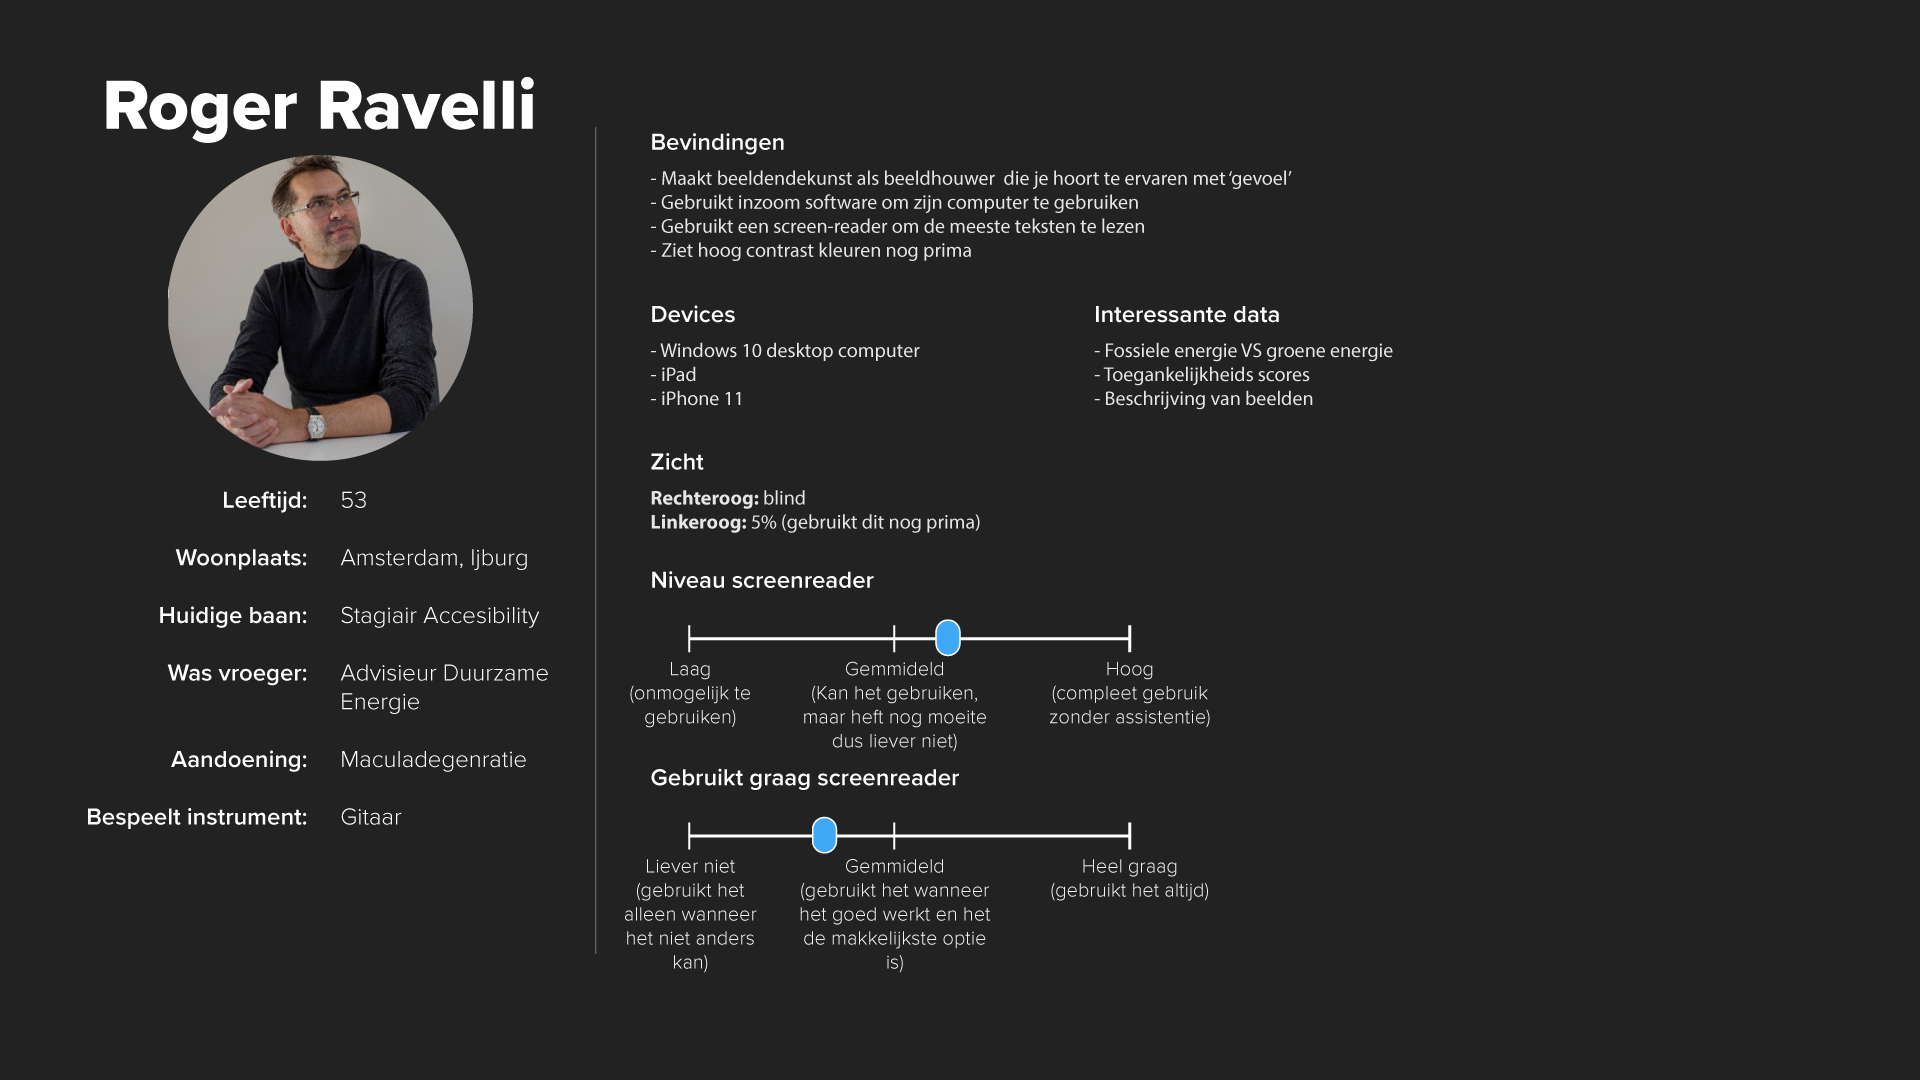 Roger Ravelli
Leeftijd: 53
Woonplaats: Amsterdam, Ijburg
Huidige baan: Stagiair Accesibility
Was vroeger: Advisieur Duurzame
Energie
Aandoening: Maculadegenratie
Bespeelt instrument: Gitaar
Bevindingen
- Maakt beeldendekunst als beeldhouwer die je hoort te ervaren met ‘gevoel’
- Gebruikt inzoom software om zijn computer te gebruiken
- Gebruikt een screen-reader om de meeste teksten te lezen
- Ziet hoog contrast kleuren nog prima
Devices
- Windows 10 desktop computer
- iPad
- iPhone 11
Interessante data
- Fossiele energie VS groene energie
- Toegankelijkheids scores
- Beschrijving van beelden
Zicht
Rechteroog: blind
Linkeroog: 5% (gebruikt dit nog prima)
Niveau screenreader
Laag
(onmogelijk te
gebruiken)
Gemmideld
(Kan het gebruiken,
maar heft nog moeite
dus liever niet)
Hoog
(compleet gebruik
zonder assistentie)
Gebruikt graag screenreader
Liever niet
(gebruikt het
alleen wanneer
het niet anders
kan)
Gemmideld
(gebruikt het wanneer
het goed werkt en het
de makkelijkste optie
is)
Heel graag
(gebruikt het altijd)